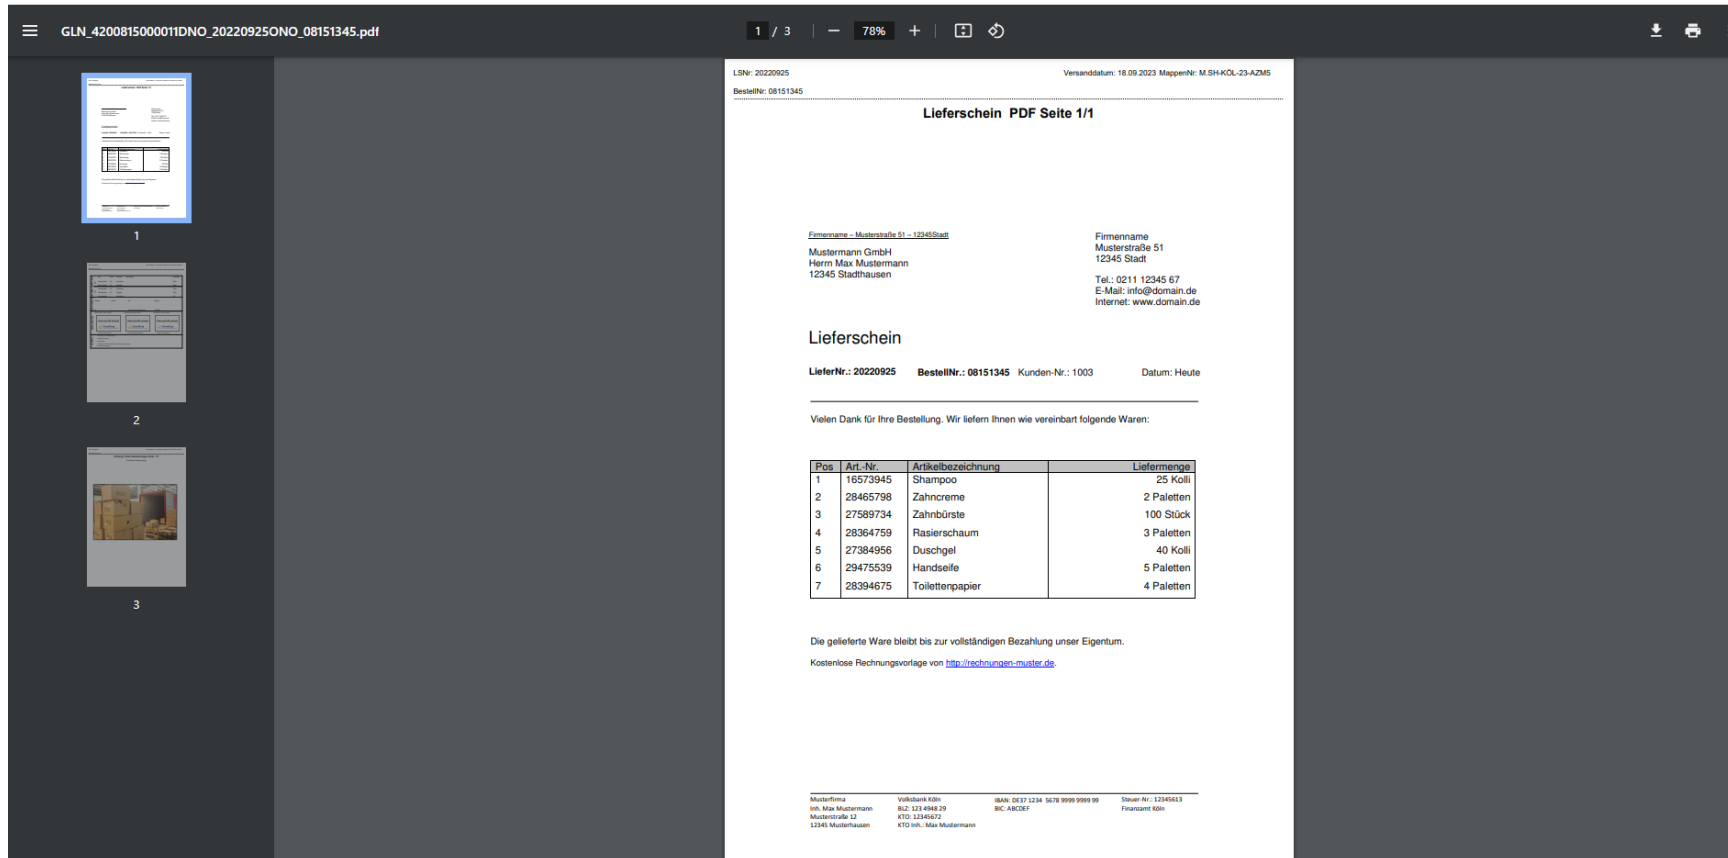 GLN_4200815000011DNO_20220925ONO_08151345.pdf
1 / 3
78%
1
2
3
LSNr: 20220925 Versanddatum: 18.09.2023 MappenNr: M.SH-KÖL-23-AZM5
BestellNr: 08151345
Lieferschein PDF Seite 1/1
Firmenname – Musterstraße 51 – 12345Stadt
Mustermann GmbH
Herrn Max Mustermann
12345 Stadthausen
Firmenname
Musterstraße 51
12345 Stadt
Tel.: 0211 12345 67
E-Mail: info@domain.de
Internet: www.domain.de
Lieferschein
LieferNr.: 20220925 BestellNr.: 08151345 Kunden-Nr.: 1003 Datum: Heute
Vielen Dank für Ihre Bestellung. Wir liefern Ihnen wie vereinbart folgende Waren:
Pos Art.-Nr. Artikelbezeichnung Liefermenge
1 16573945 Shampoo 25 Kolli
2 28465798 Zahncreme 2 Paletten
3 27589734 Zahnbürste 100 Stück
4 28364759 Rasierschaum 3 Paletten
5 27384956 Duschgel 40 Kolli
6 29475539 Handseife 5 Paletten
7 28394675 Toilettenpapier 4 Paletten
Die gelieferte Ware bleibt bis zur vollständigen Bezahlung unser Eigentum.
Kostenlose Rechnungsvorlage von http://rechnungen-muster.de.
Musterfirma
Inh. Max Mustermann
Musterstraße 12
12345 Musterhausen
Volksbank Köln
BLZ: 123 4948 29
KTO: 12345672
KTO Inh.: Max Mustermann
IBAN: DE37 1234 5678 9999 9999 99
BIC: ABCDEF
Steuer-Nr.: 12345613
Finanzamt Köln